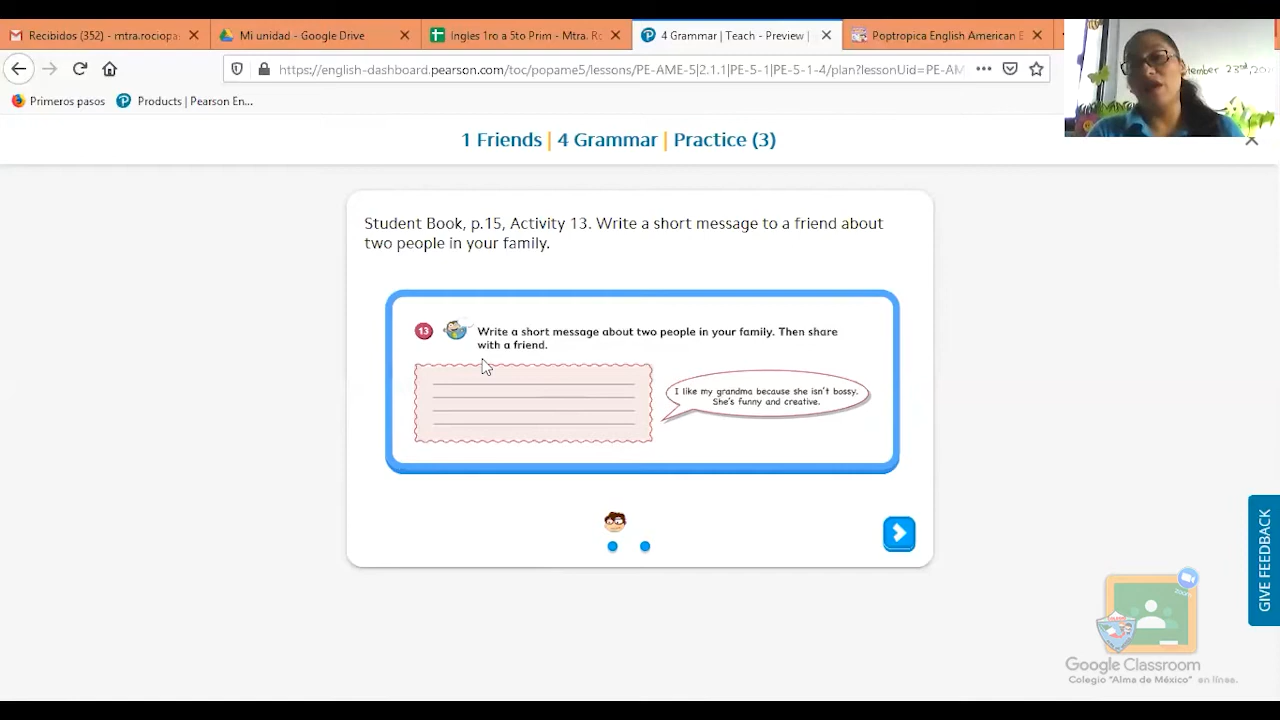 Recibidos (352) - mtra.rociopa
Mi unidad - Google Drive
Ingles 1ro a 5to Prim - Mtra. Ro
4 Grammar | Teach - Preview |
Poptropica English American E
https://english-dashboard.pearson.com/toc/popame5/lessons/PE-AME-5|2.1.1|PE-5-1|PE-5-1-4/plan?lessonUid=PE-AM
Primeros pasos
Products | Pearson En...
1 Friends | 4 Grammar | Practice (3)
Student Book, p.15, Activity 13. Write a short message to a friend about
two people in your family.
13
Write a short message about two people in your family. Then share
with a friend.
I like my grandma because she isn't bossy.
She's funny and creative.
GIVE FEEDBACK
zoom
Google Classroom
Colegio "Alma de México" en línea.